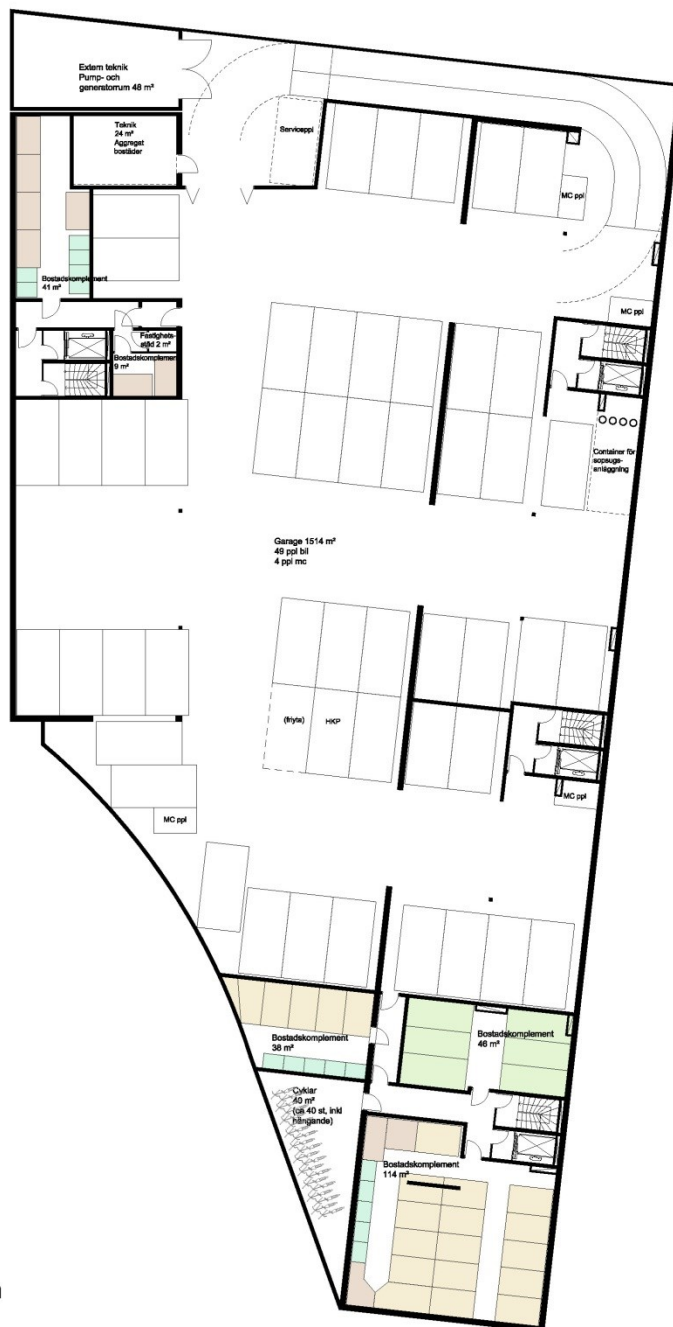 Extern teknik
Pump- och
generatorrum 48 m²
Teknik
24 m²
Aggregat
bostäder
Serviceppl
MC ppl
Bostadskomplement
41 m²
MC ppl
Fastighets-
städ 2 m²
Bostadskomplement
9 m²
Container för
sopsugs-
anläggning
Garage 1514 m²
49 ppl bil
4 ppl mc
(friyta)
HKP
MC ppl
MC ppl
Bostadskomplement
38 m²
Bostadskomplement
46 m²
Cyklar
40 m²
(ca 40 st, inkl
hängande)
Bostadskomplement
114 m²